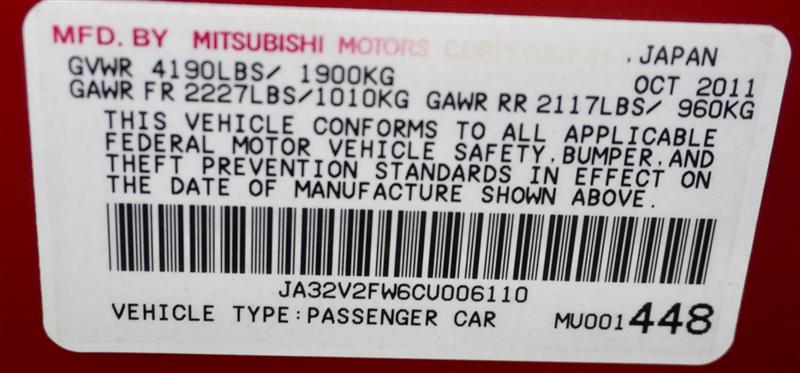 MFD. BY MITSUBISHI MOTORS CORPORATION , JAPAN
GVWR 4190LBS/ 1900KG OCT 2011
GAWR FR 2227LBS/1010KG GAWR RR 2117LBS/ 960KG
THIS VEHICLE CONFORMS TO ALL APPLICABLE
FEDERAL MOTOR VEHICLE SAFETY, BUMPER, AND
THEFT PREVENTION STANDARDS IN EFFECT ON
THE DATE OF MANUFACTURE SHOWN ABOVE.
JA32V2FW6CU006110
VEHICLE TYPE:PASSENGER CAR MU001448